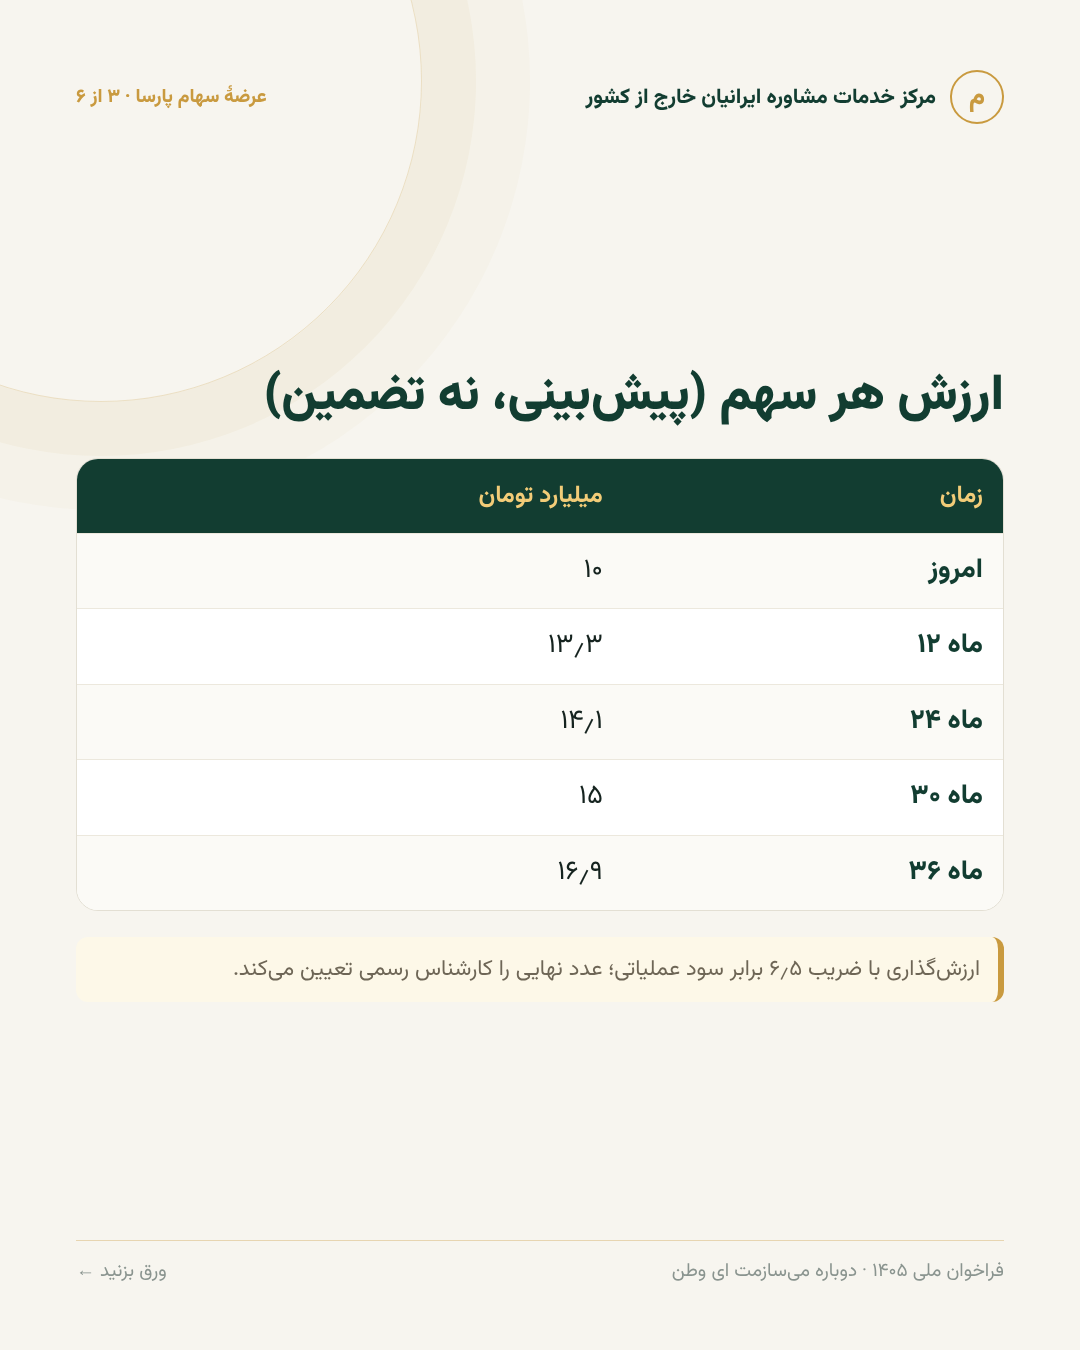 م
مرکز خدمات مشاوره ایرانیان خارج از کشور
عرضهٔ سهام پارسا · ۳ از ۶
ارزش هر سهم (پیش‌بینی، نه تضمین)
زمان میلیارد تومان
امروز ۱۰
ماه ۱۲ ۱۳٫۳
ماه ۲۴ ۱۴٫۱
ماه ۳۰ ۱۵
ماه ۳۶ ۱۶٫۹
ارزش‌گذاری با ضریب ۶٫۵ برابر سود عملیاتی؛ عدد نهایی را کارشناس رسمی تعیین می‌کند.
فراخوان ملی ۱۴۰۵ · دوباره می‌سازمت ای وطن
ورق بزنید ←